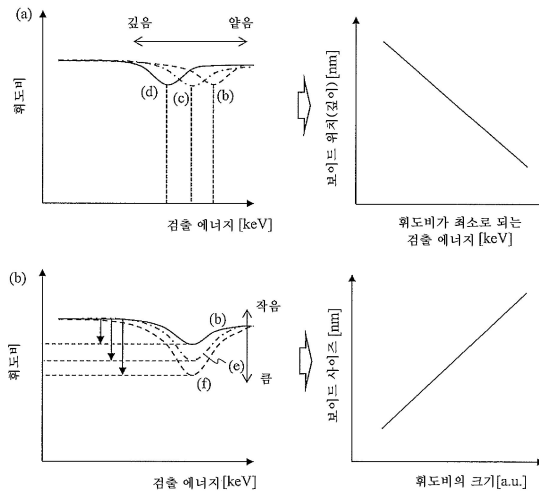 (a)
깊음 얕음
휘도비
(d) (c) (b)
검출 에너지 [keV]
보이드 위치(깊이) [nm]
휘도비가 최소로 되는
검출 에너지 [keV]
(b)
작음
(b)
(e)
(f)
큼
휘도비
검출 에너지 [keV]
보이드 사이즈 [nm]
휘도비의 크기 [a.u.]